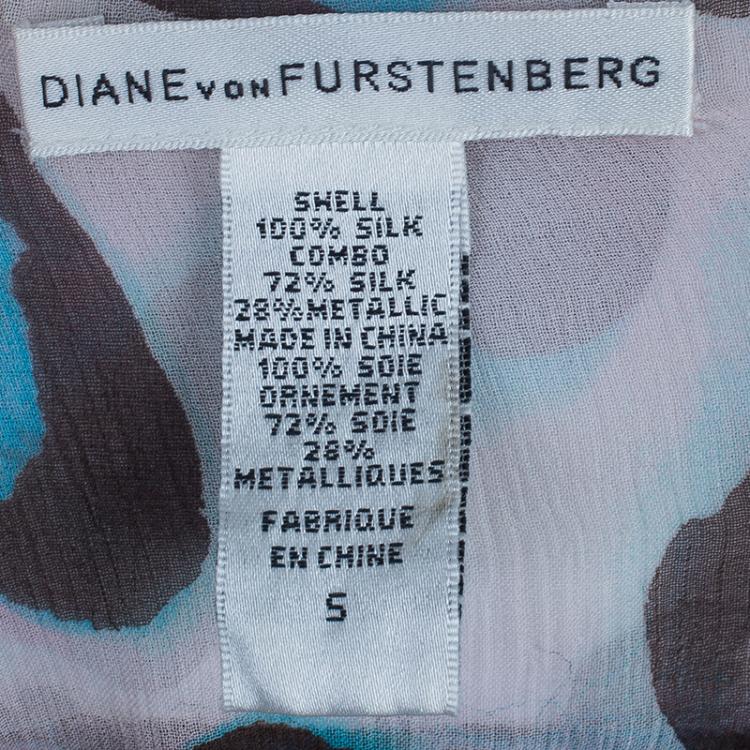 DIANE VON FURSTENBERG
SHELL
100% SILK
COMBO
72% SILK
28% METALLIC
MADE IN CHINA
100% SOIE
ORNEMENT
72% SOIE
28%
METALLIQUES
FABRIQUE
EN CHINE
S